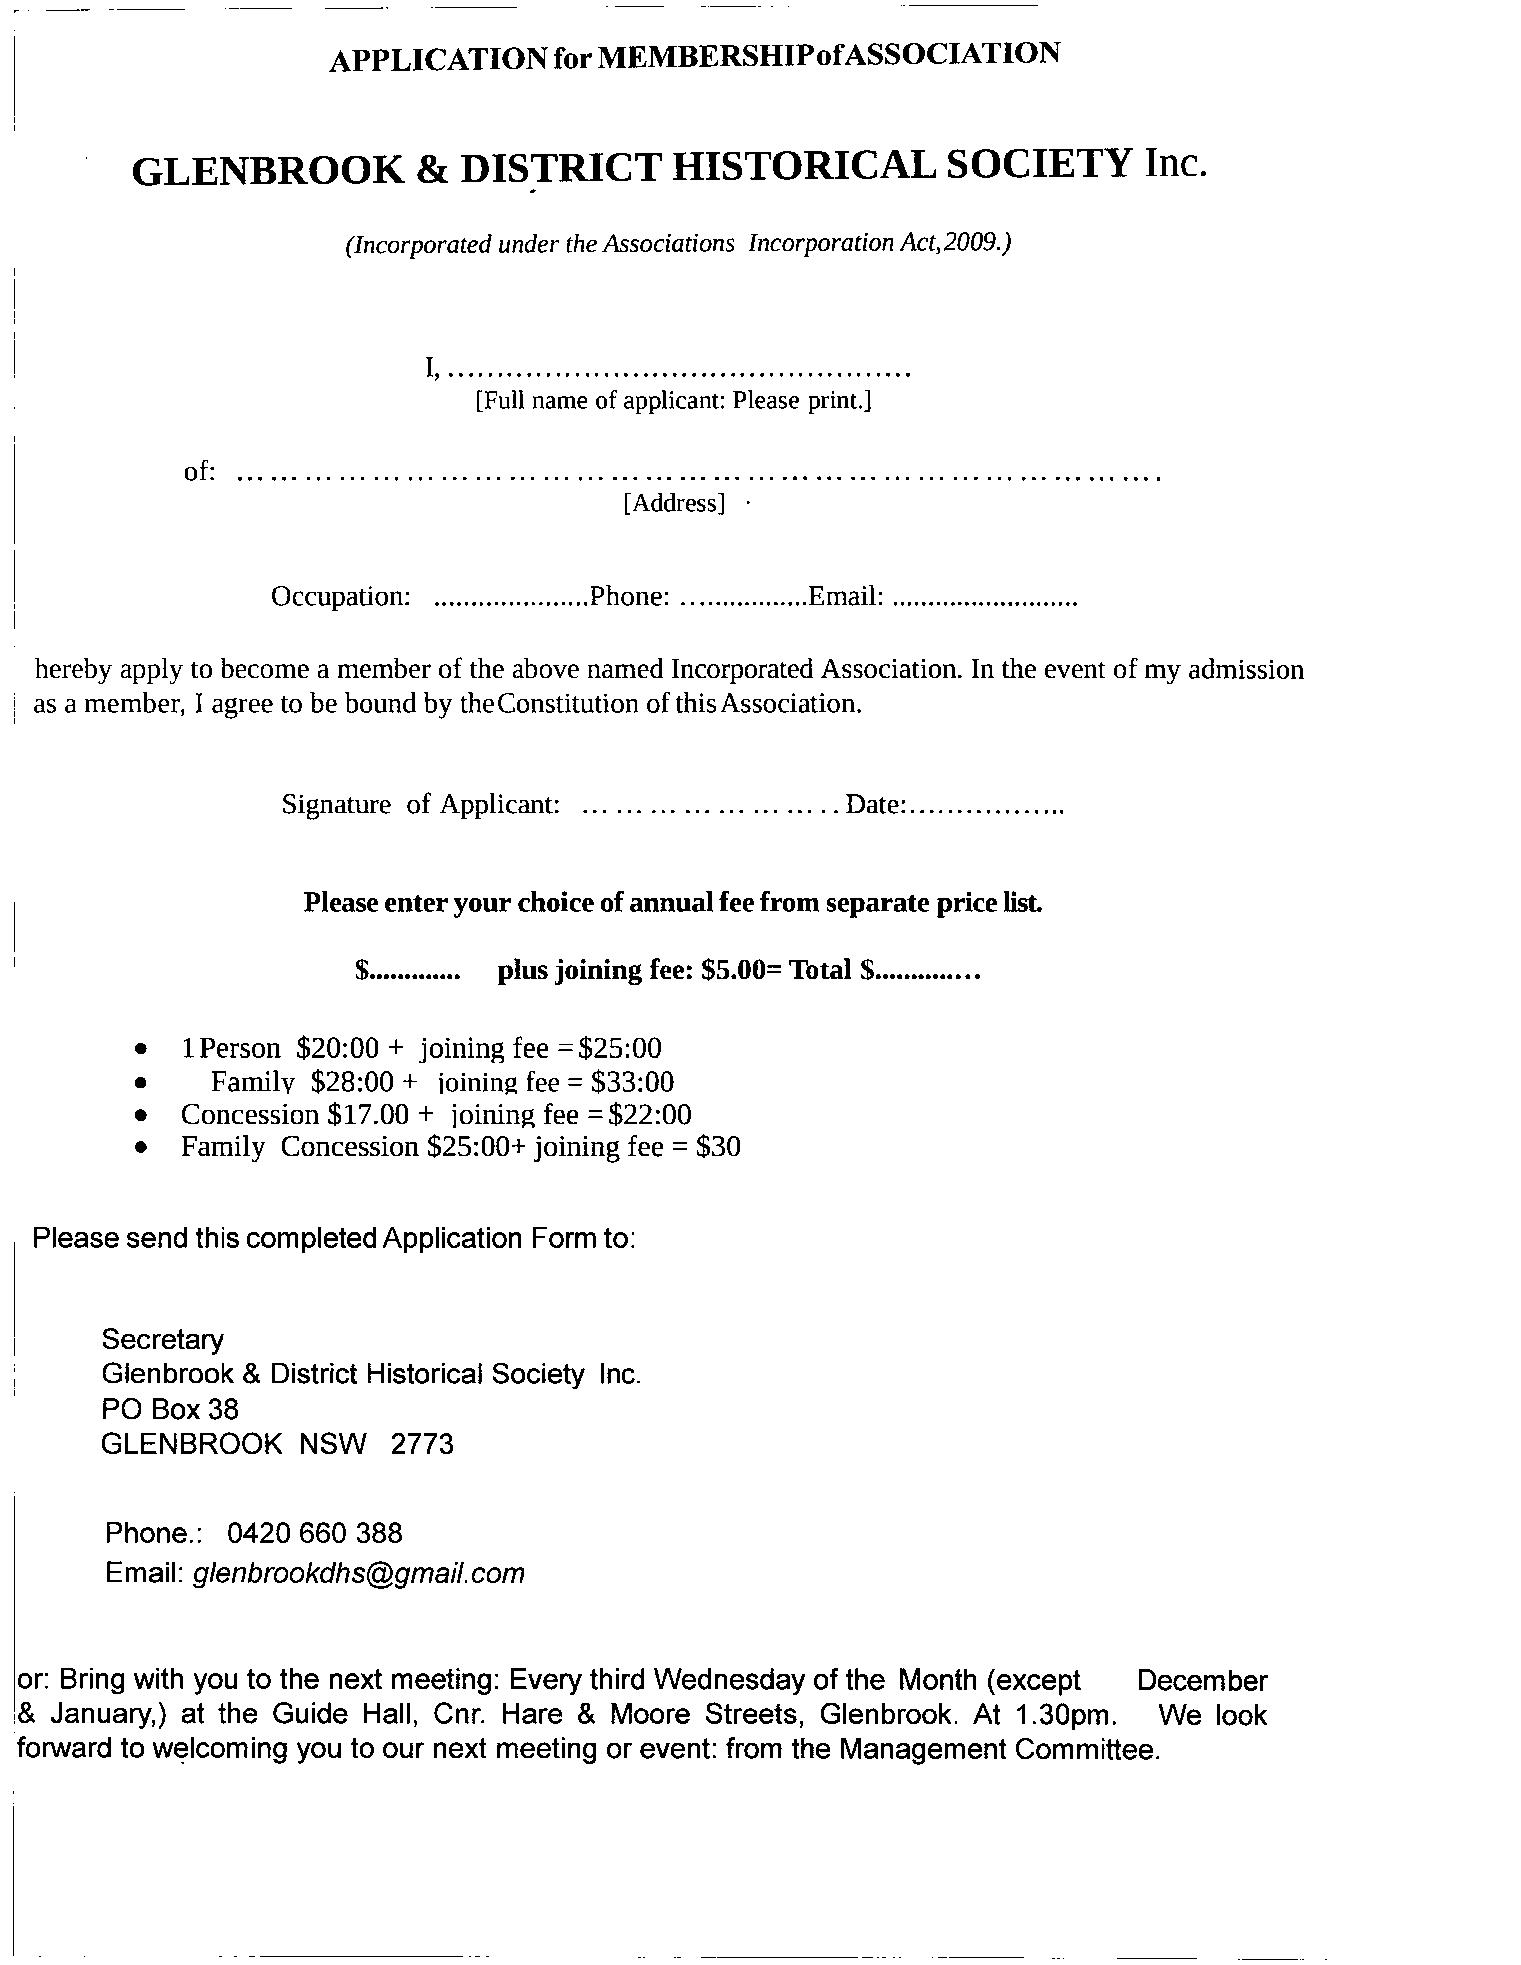 APPLICATION for MEMBERSHIP of ASSOCIATION
GLENBROOK & DISTRICT HISTORICAL SOCIETY Inc.
(Incorporated under the Associations Incorporation Act, 2009.)
I, ...............................................
[Full name of applicant: Please print.]
of: ... ... ... ... ... ... ... ... ... ... ... ... ... ... ... ... ... ... ... ... ... ... ... ... ... ... ... .
[Address]
Occupation: .....................Phone: .................Email: ..........................
hereby apply to become a member of the above named Incorporated Association. In the event of my admission
as a member, I agree to be bound by the Constitution of this Association.
Signature of Applicant: ... ... ... ... ... ... ... . . Date:.................
Please enter your choice of annual fee from separate price list.
$............. plus joining fee: $5.00= Total $...............
• 1 Person $20:00 + joining fee = $25:00
• Family $28:00 + joining fee = $33:00
• Concession $17.00 + joining fee = $22:00
• Family Concession $25:00+ joining fee = $30
Please send this completed Application Form to:
Secretary
Glenbrook & District Historical Society Inc.
PO Box 38
GLENBROOK NSW 2773
Phone.: 0420 660 388
Email: glenbrookdhs@gmail.com
or: Bring with you to the next meeting: Every third Wednesday of the Month (except December
& January,) at the Guide Hall, Cnr. Hare & Moore Streets, Glenbrook. At 1.30pm. We look
forward to welcoming you to our next meeting or event: from the Management Committee.